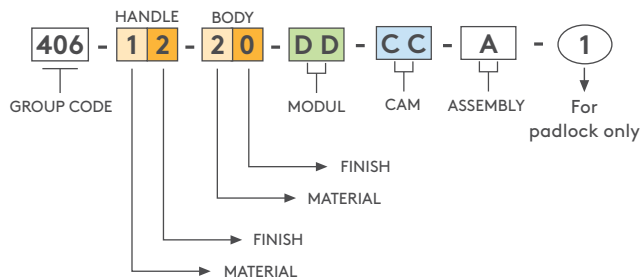 HANDLE BODY
406 - 1 2 - 2 0 - D D - C C - A - 1
GROUP CODE MODUL CAM ASSEMBLY For
padlock only
FINISH
MATERIAL
FINISH
MATERIAL